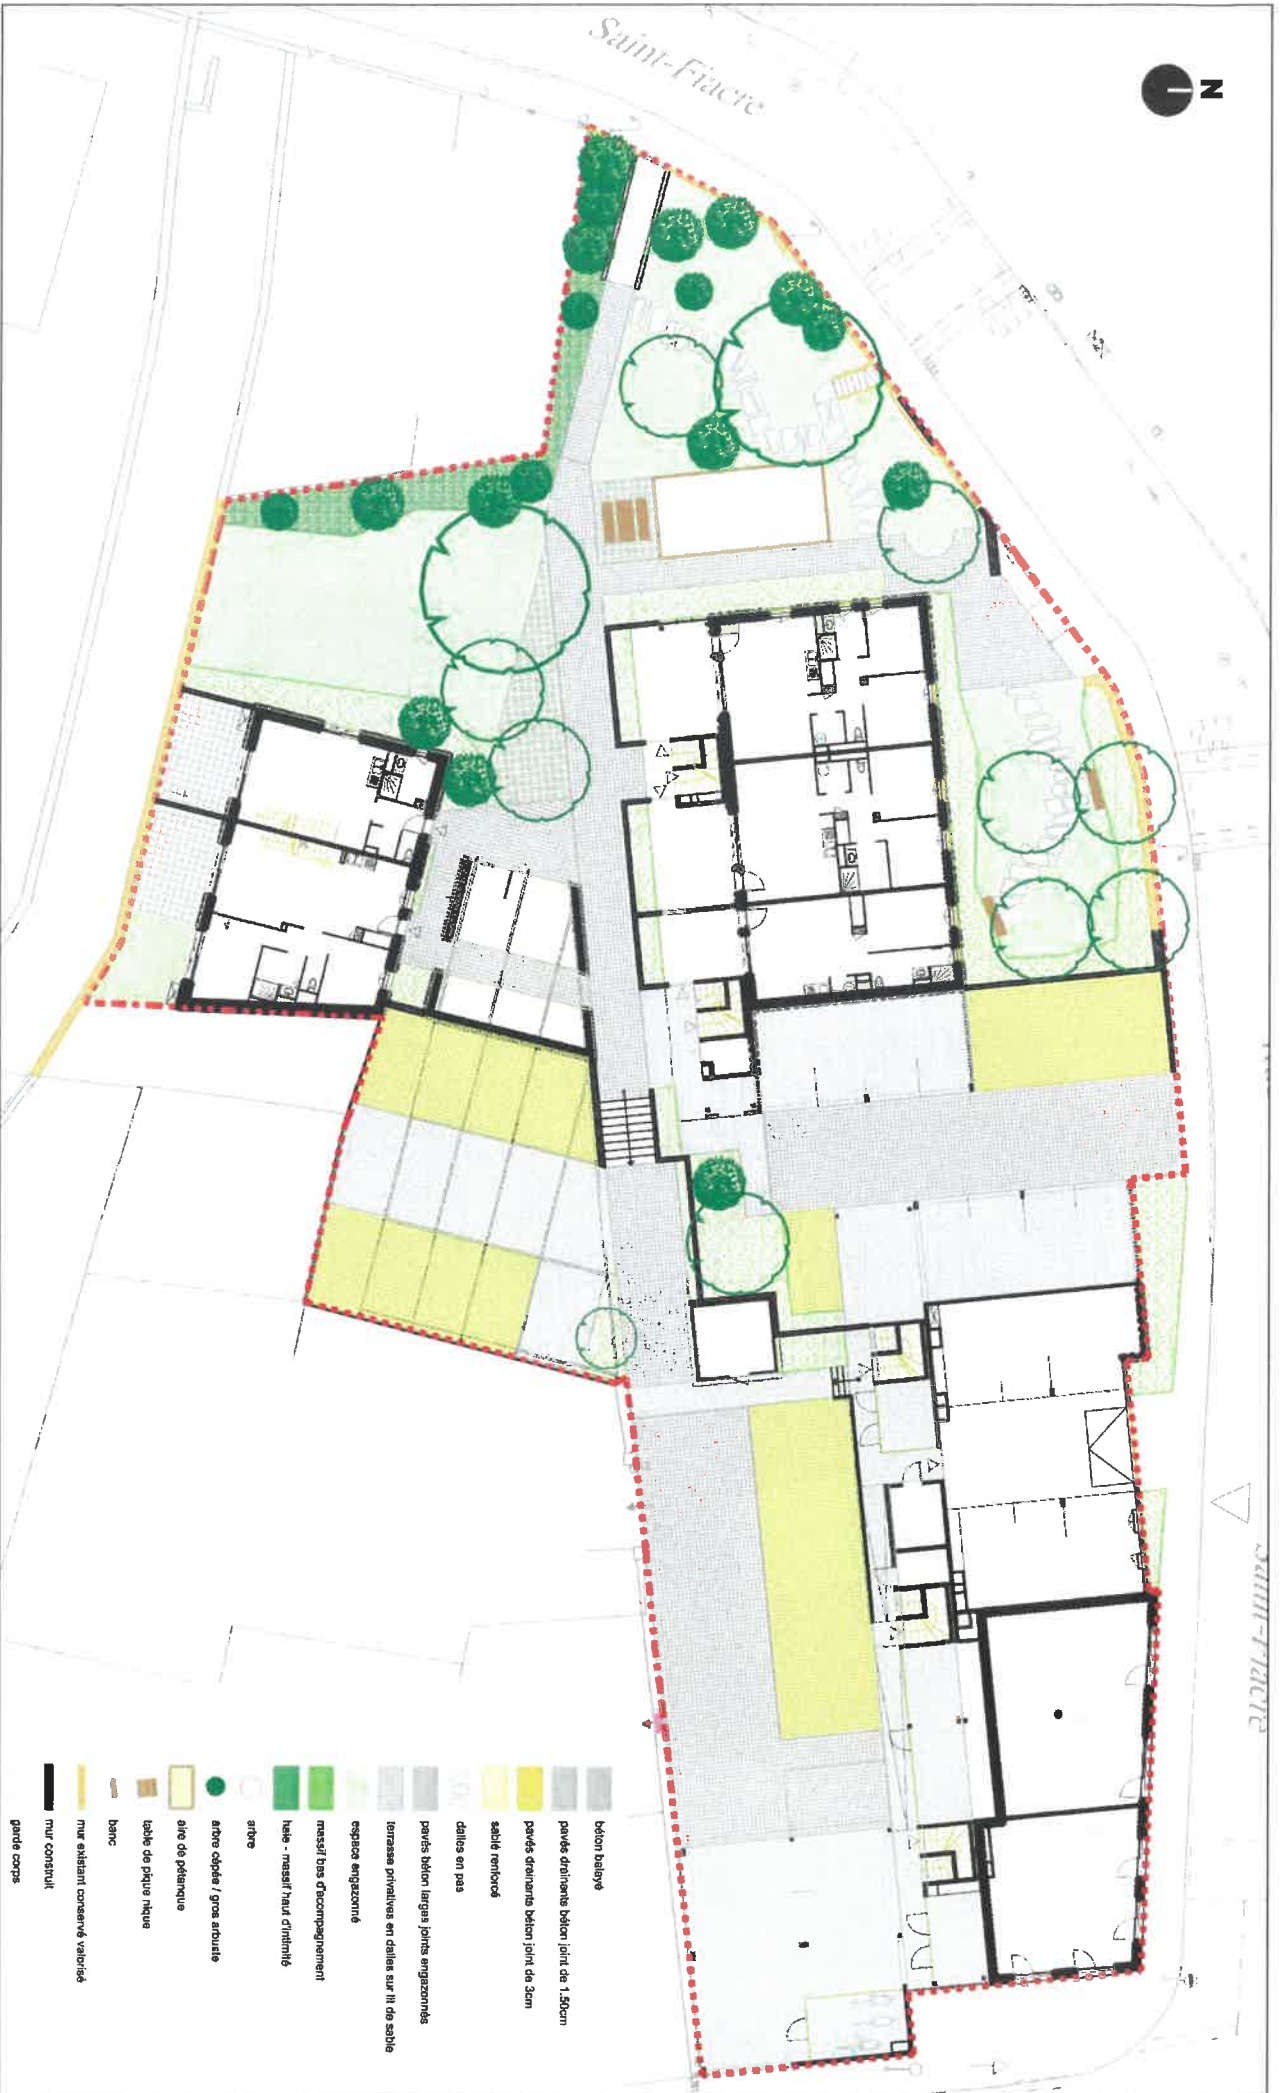 N
Saint-Fiacre
Saint-Fiacre
béton balayé
pavés drainants béton joint de 1.50cm
pavés drainants béton joint de 3cm
sablé renforcé
dalles en pas
pavés béton larges joints engazonnés
terrasse privatives en dalles sur lit de sable
espace engazonné
massif bas d'accompagnement
haie - massif haut d'intimité
arbre
arbre cépée / gros arbuste
aire de pétanque
table de pique nique
banc
mur existant conservé valorisé
mur construit
garde corps